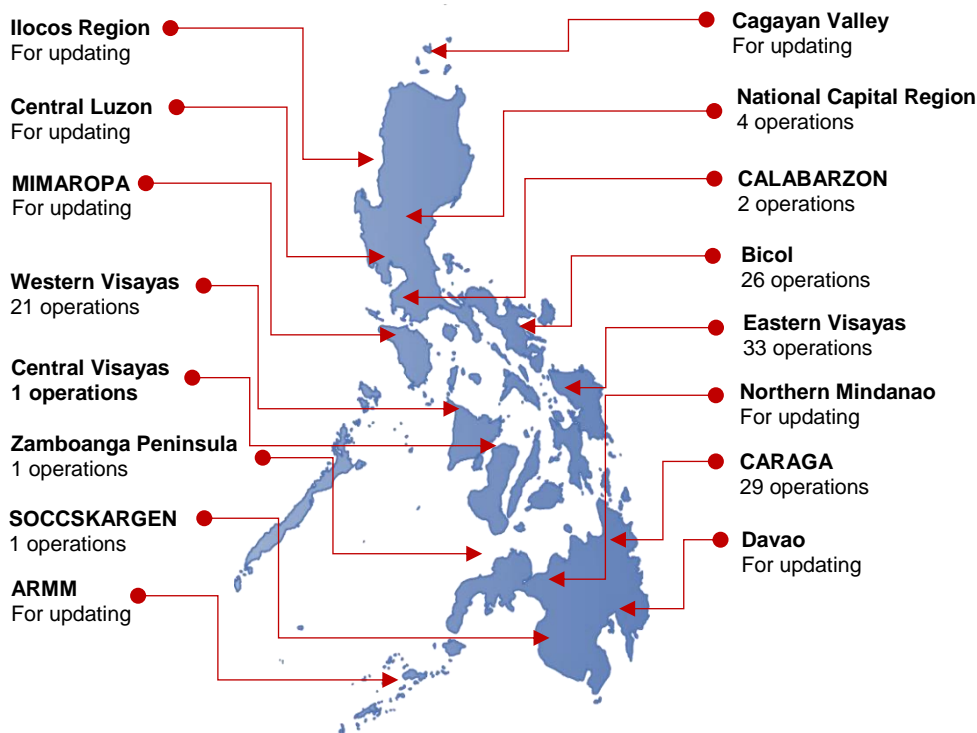 Ilocos Region
For updating
Central Luzon
For updating
MIMAROPA
For updating
Western Visayas
21 operations
Central Visayas
1 operations
Zamboanga Peninsula
1 operations
SOCCSKARGEN
1 operations
ARMM
For updating
Cagayan Valley
For updating
National Capital Region
4 operations
CALABARZON
2 operations
Bicol
26 operations
Eastern Visayas
33 operations
Northern Mindanao
For updating
CARAGA
29 operations
Davao
For updating